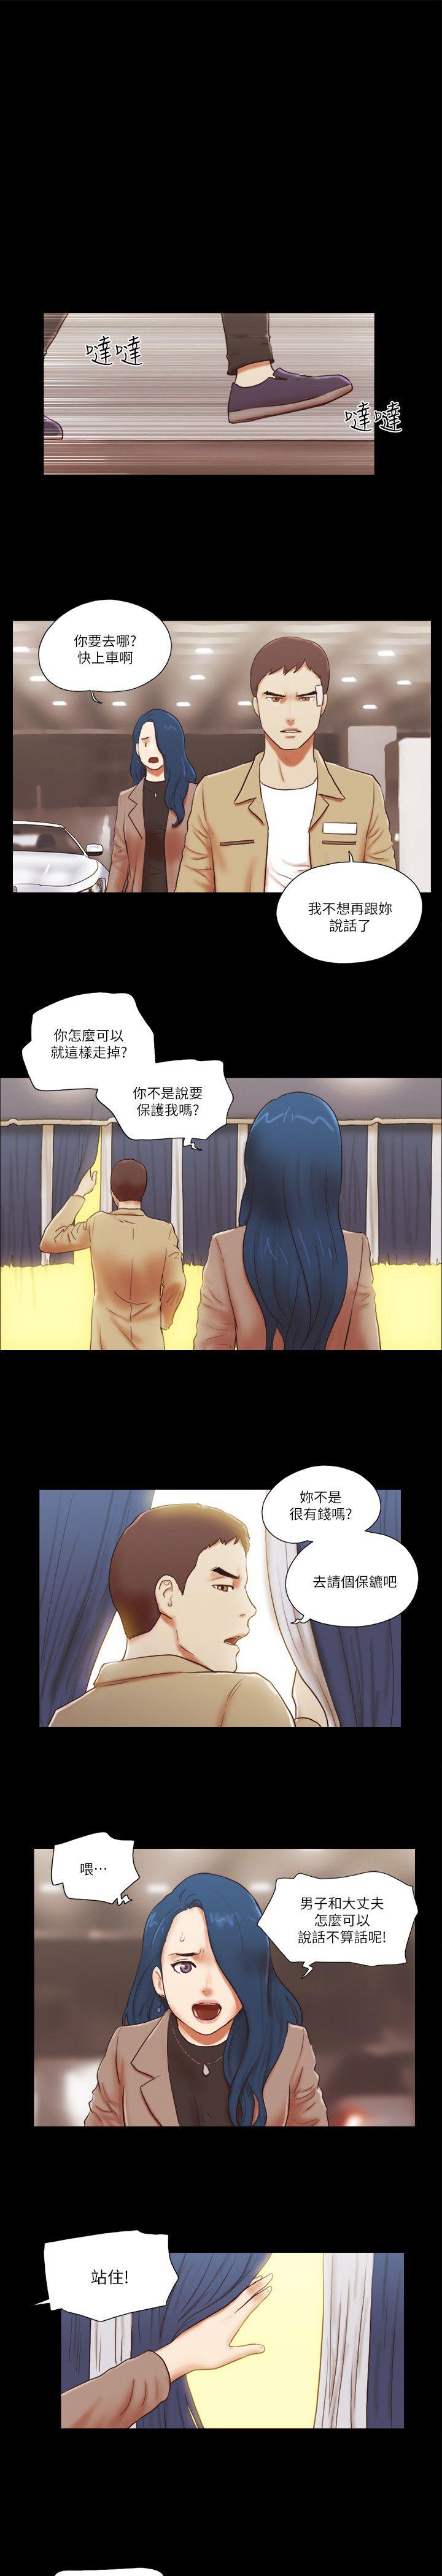 噠噠
噠噠
你要去哪?
快上車啊
我不想再跟妳
說話了
你怎麼可以
就這樣走掉?
你不是說要
保護我嗎?
妳不是
很有錢嗎?
去請個保鑣吧
喂…
男子和大丈夫
怎麼可以
說話不算話呢!
站住!